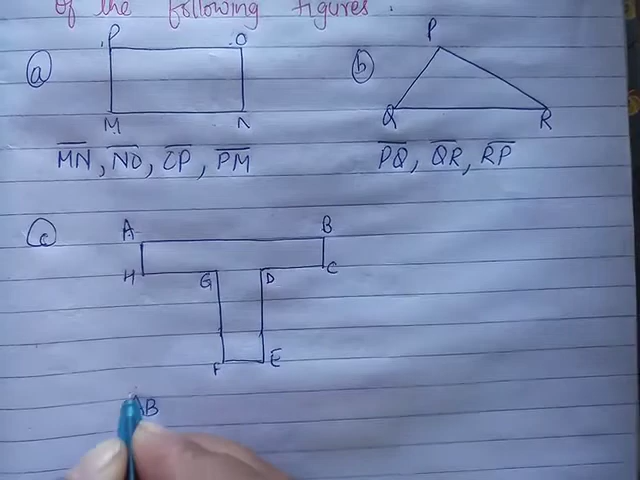 of the following figures.
(a) P O (b) P
M N Q R
MN, NO, OP, PM PQ, QR, RP
(c) A B
H G D C
F E
AB